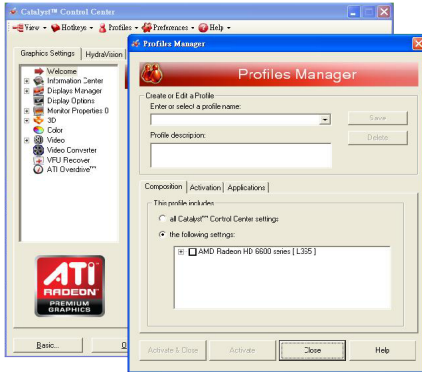 Catalyst™ Control Center
View Hotkeys Profiles Preferences Help
Graphics Settings HydraVision
Welcome
Information Center
Displays Manager
Display Options
Monitor Properties 0
3D
Color
Video
Video Converter
VPU Recover
ATI Overdrive™
ATI
RADEON
PREMIUM
GRAPHICS
Basic...
Profiles Manager
Profiles Manager
Create or Edit a Profile
Enter or select a profile name:
Save
Profile description:
Delete
Composition Activation Applications
This profile includes
all Catalyst™ Control Center settings
the following settings:
AMD Radeon HD 6600 series [ L365 ]
Activate & Close Activate Close Help